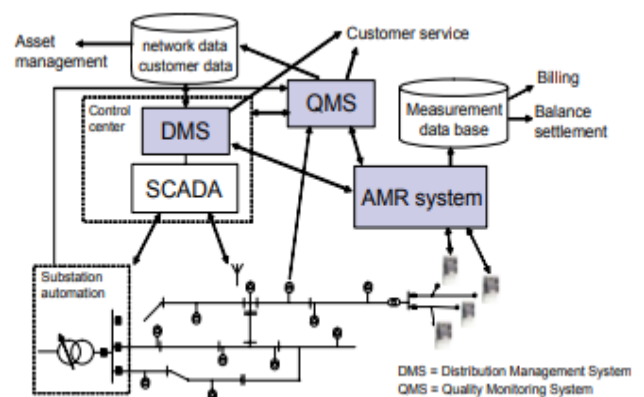 Asset
management
network data
customer data
Customer service
Control
center
DMS
SCADA
QMS
Measurement
data base
Billing
Balance
settlement
AMR system
Substation
automation
DMS = Distribution Management System
QMS = Quality Monitoring System